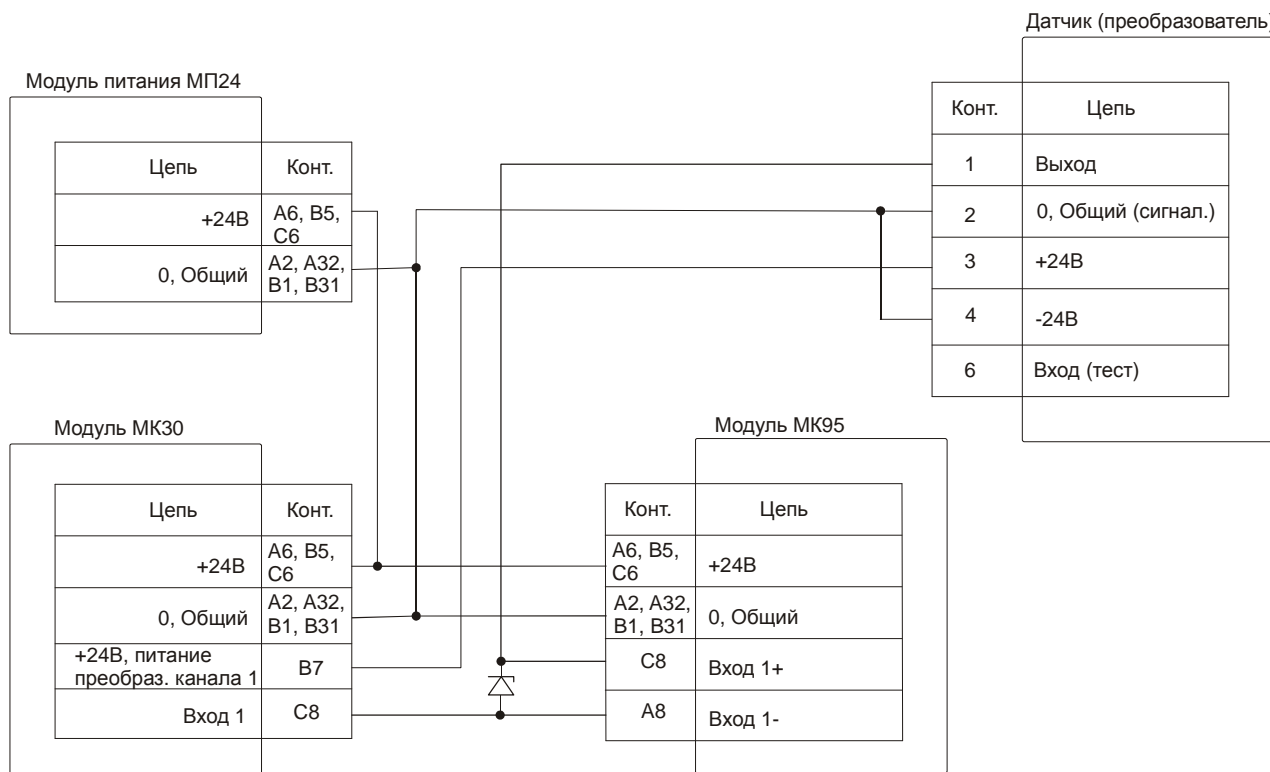 Датчик (преобразователь)
Модуль питания МП24
Цепь
Конт.
+24В
А6, В5,
С6
0, Общий
А2, А32,
В1, В31
Конт.
Цепь
1
Выход
2
0, Общий (сигнал.)
3
+24В
4
-24В
6
Вход (тест)
Модуль МК30
Цепь
Конт.
+24В
А6, В5,
С6
0, Общий
А2, А32,
В1, В31
+24В, питание
преобраз. канала 1
В7
Вход 1
С8
Модуль МК95
Конт.
Цепь
А6, В5,
С6
+24В
А2, А32,
В1, В31
0, Общий
С8
Вход 1+
А8
Вход 1-